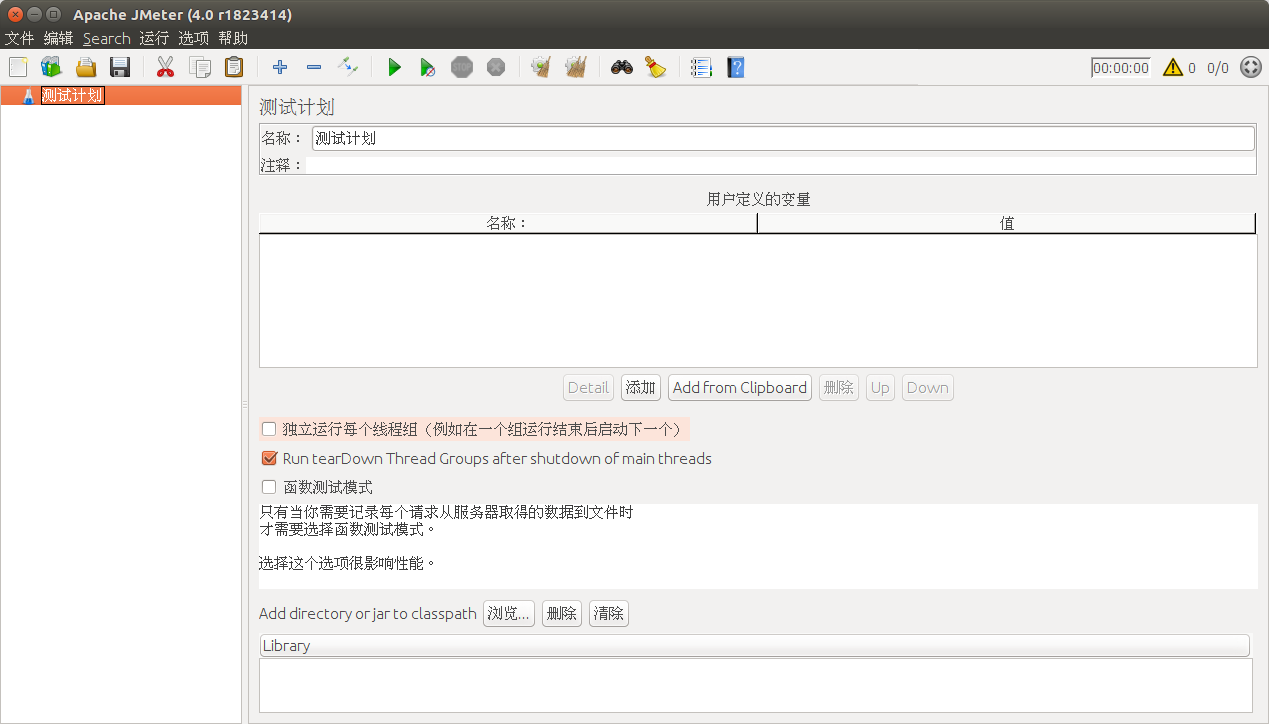 Apache JMeter (4.0 r1823414)
文件 编辑 Search 运行 选项 帮助
00:00:00 0 0/0
测试计划
测试计划
名称： 测试计划
注释：
用户定义的变量
名称： 值
Detail 添加 Add from Clipboard 删除 Up Down
独立运行每个线程组（例如在一个组运行结束后启动下一个）
Run tearDown Thread Groups after shutdown of main threads
函数测试模式
只有当你需要记录每个请求从服务器取得的数据到文件时
才需要选择函数测试模式。
选择这个选项很影响性能。
Add directory or jar to classpath 浏览... 删除 清除
Library